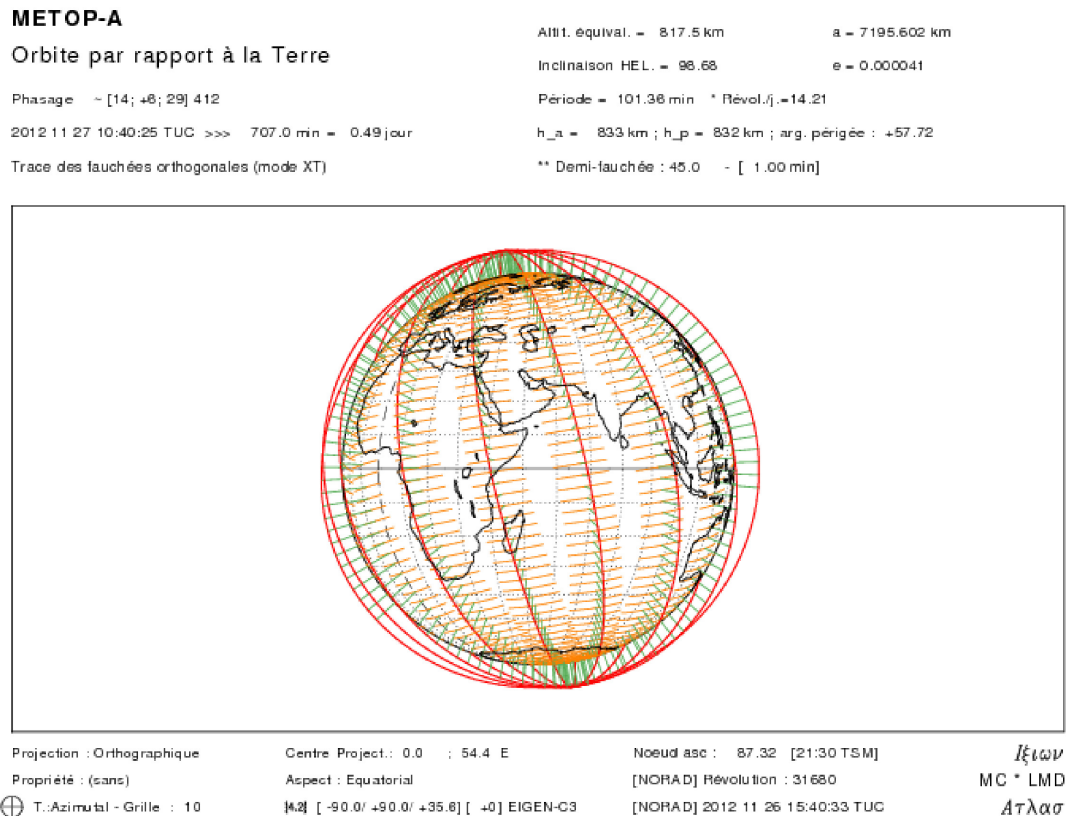 METOP-A
Orbite par rapport à la Terre
Phasage ~ [14; +6; 29] 412
2012 11 27 10:40:25 TUC >>> 707.0 min = 0.49 jour
Trace des fauchées orthogonales (mode XT)
Altit. équival. = 817.5 km a = 7195.602 km
Inclinaison HEL. = 98.68 e = 0.000041
Période = 101.36 min * Révol./j.=14.21
h_a = 833 km ; h_p = 832 km ; arg. périgée : +57.72
** Demi-fauchée : 45.0 - [ 1.00 min]
Projection : Orthographique
Propriété : (sans)
T.:Azimutal - Grille : 10
Centre Project.: 0.0 ; 54.4 E
Aspect : Equatorial
[4.2] [ -90.0/ +90.0/ +35.6] [ +0] EIGEN-C3
Noeud asc : 87.32 [21:30 TSM]
[NORAD] Révolution : 31680
[NORAD] 2012 11 26 15:40:33 TUC
Ιξιων
MC * LMD
Ατλασ